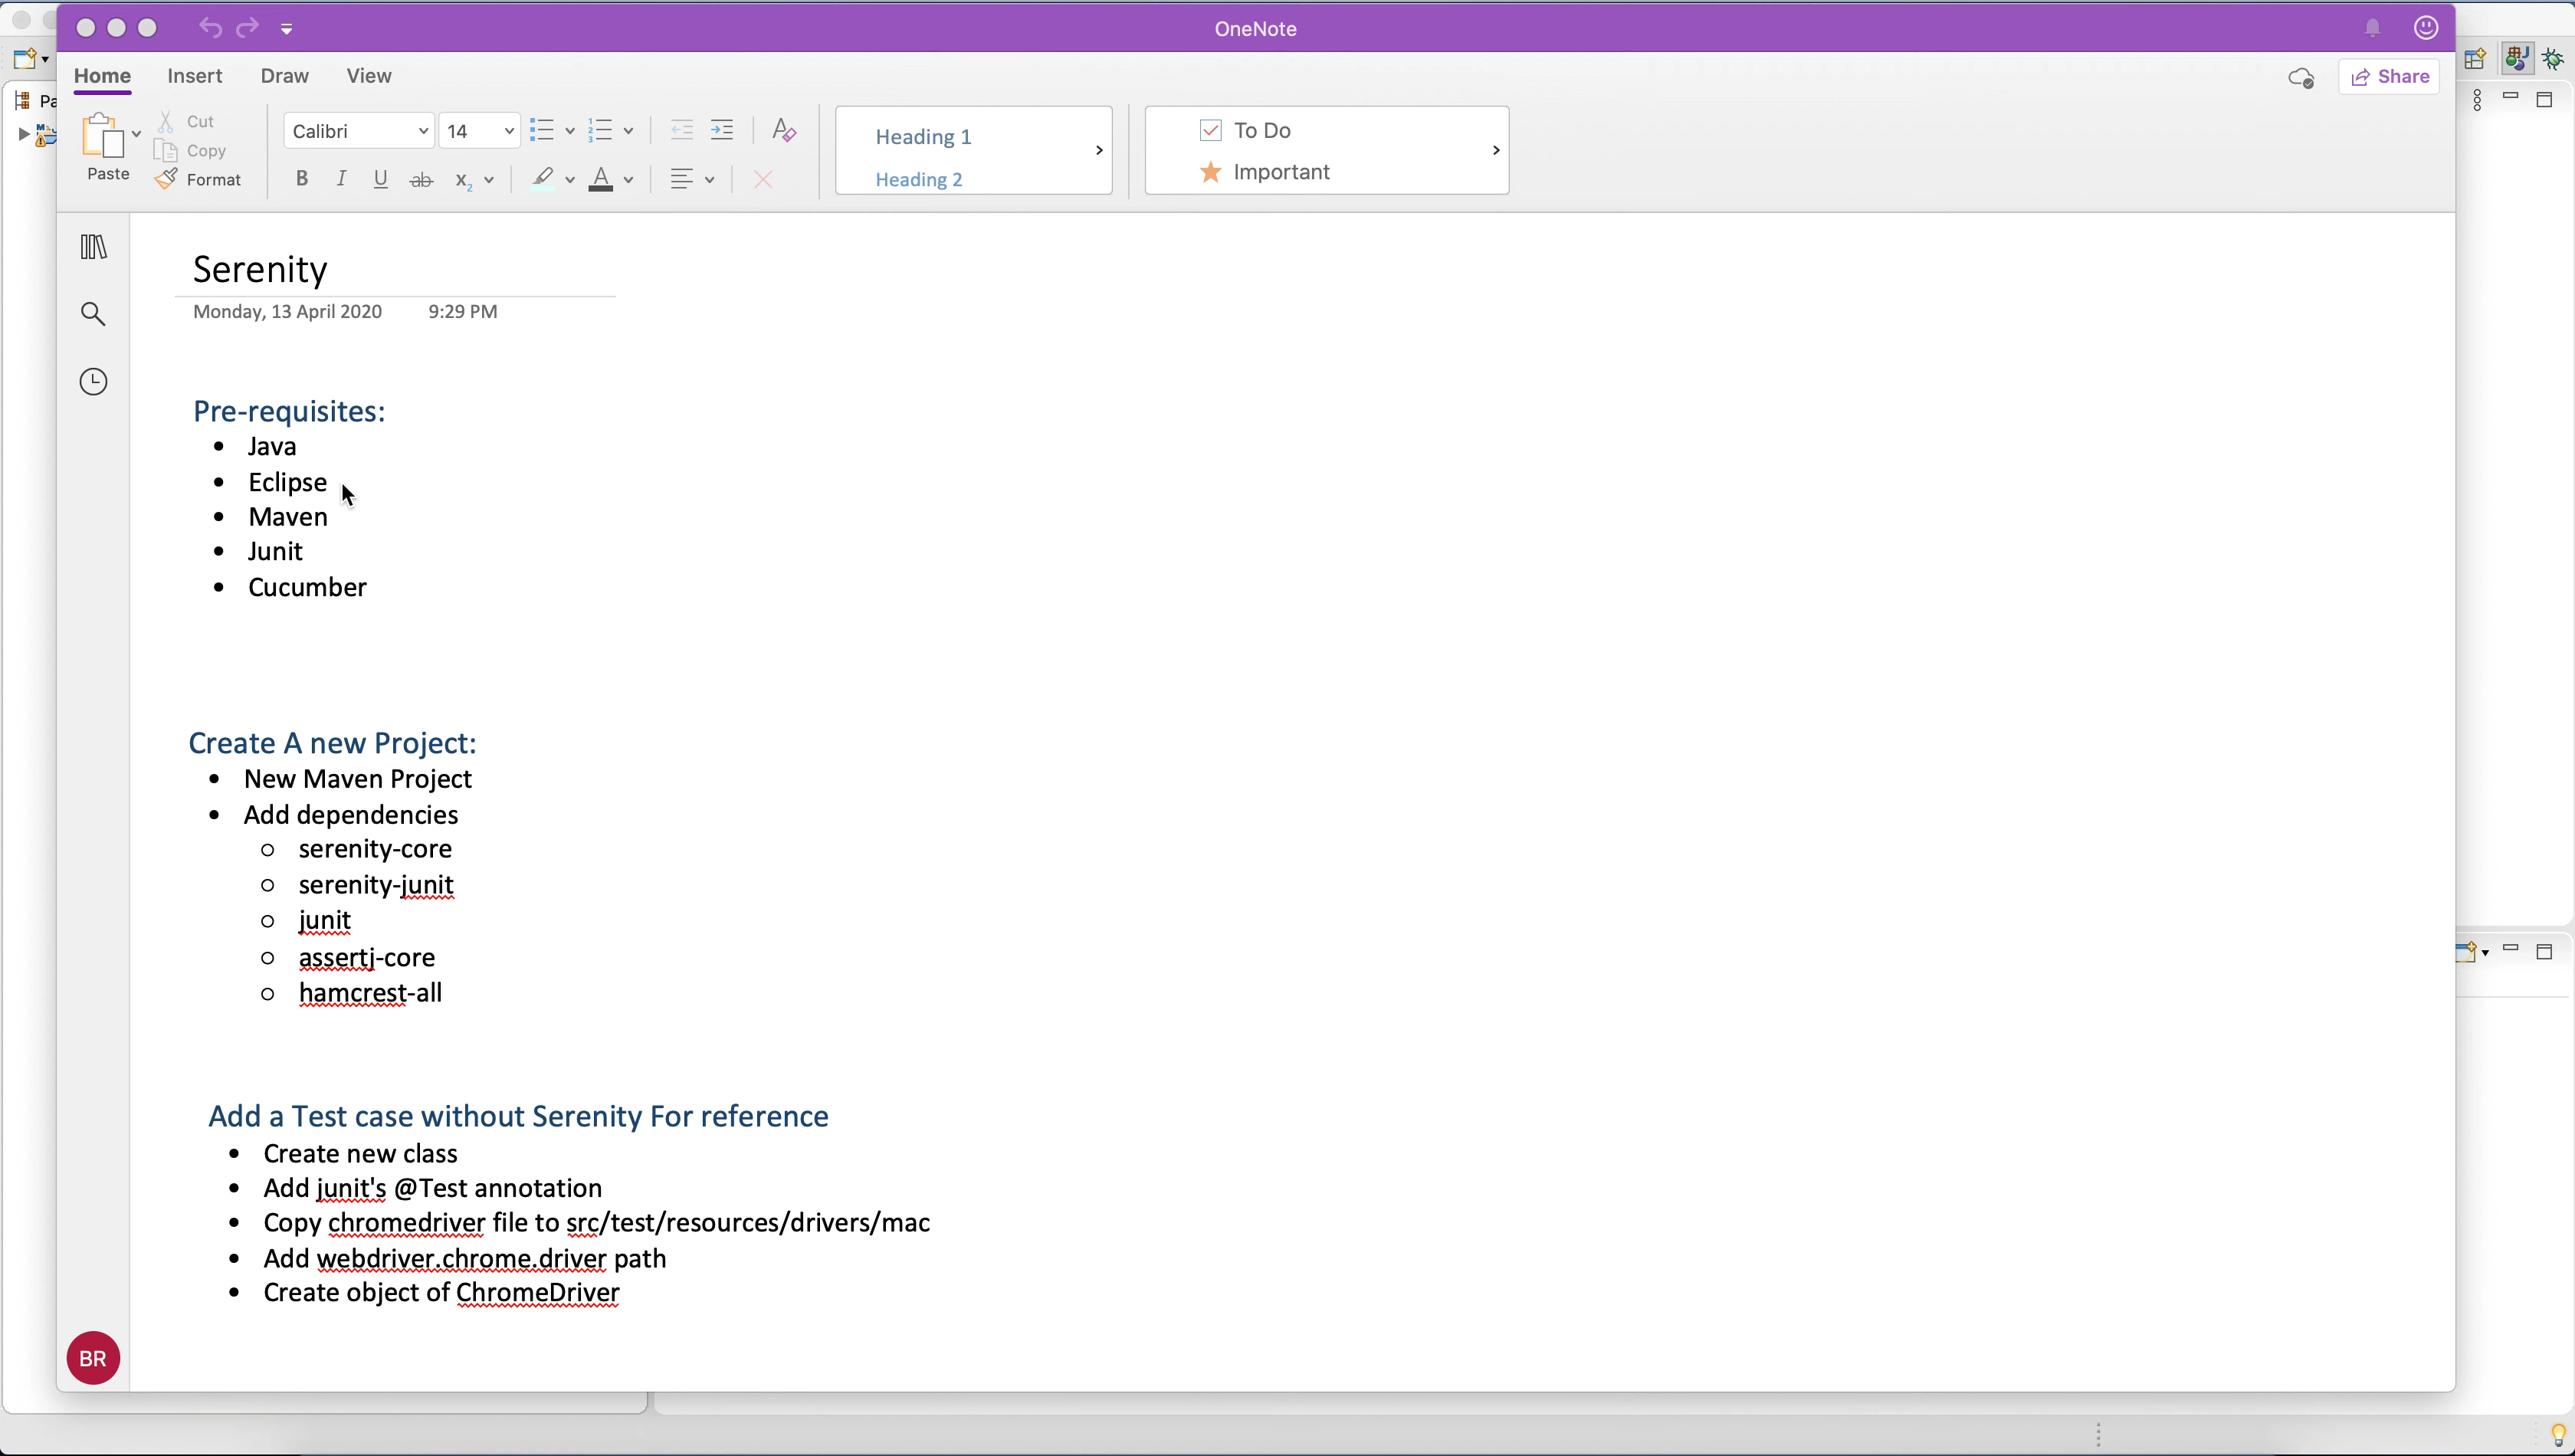 OneNote
Home Insert Draw View
Share
Pa
Paste
Cut
Copy
Format
Calibri 14
B I U ab x₂ A
Heading 1
Heading 2
To Do
Important
Serenity
Monday, 13 April 2020 9:29 PM
Pre-requisites:
• Java
• Eclipse
• Maven
• Junit
• Cucumber
Create A new Project:
• New Maven Project
• Add dependencies
○ serenity-core
○ serenity-junit
○ junit
○ assertj-core
○ hamcrest-all
Add a Test case without Serenity For reference
• Create new class
• Add junit's @Test annotation
• Copy chromedriver file to src/test/resources/drivers/mac
• Add webdriver.chrome.driver path
• Create object of ChromeDriver
BR